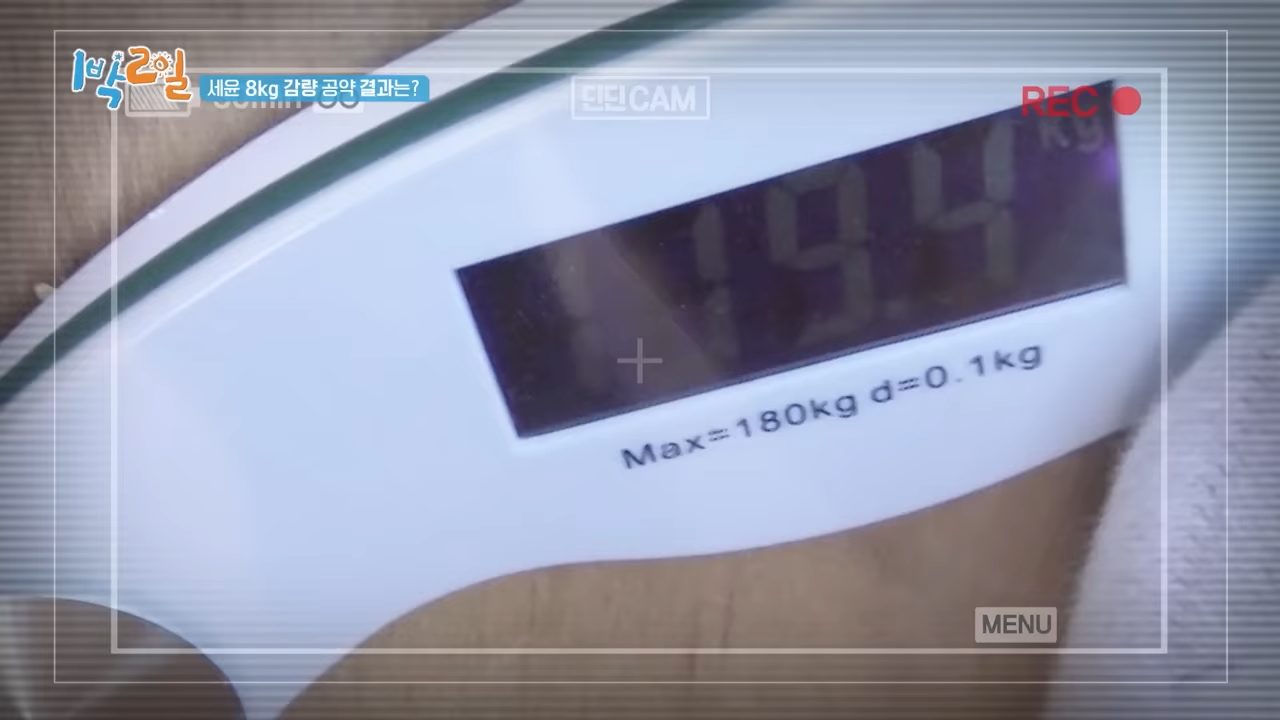 1박2일
세윤 8kg 감량 공약 결과는?
딘딘CAM
REC
119.4
kg
Max=180kg d=0.1kg
MENU